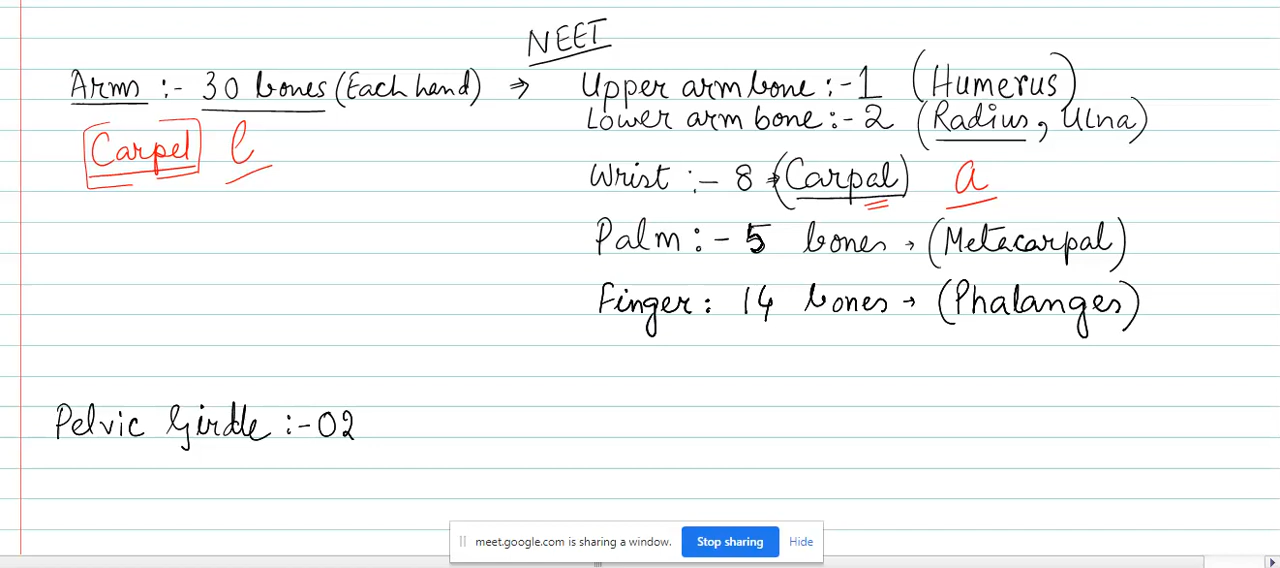 NEET
Arms :- 30 bones (Each hand) ⇒ Upper arm bone :- 1 (Humerus)
Lower arm bone :- 2 (Radius, Ulna)
Carpel e
Wrist :- 8 → (Carpal) a
Palm :- 5 bones → (Metacarpal)
Finger : 14 bones → (Phalanges)
Pelvic Girdle :- 02
meet.google.com is sharing a window. Stop sharing Hide